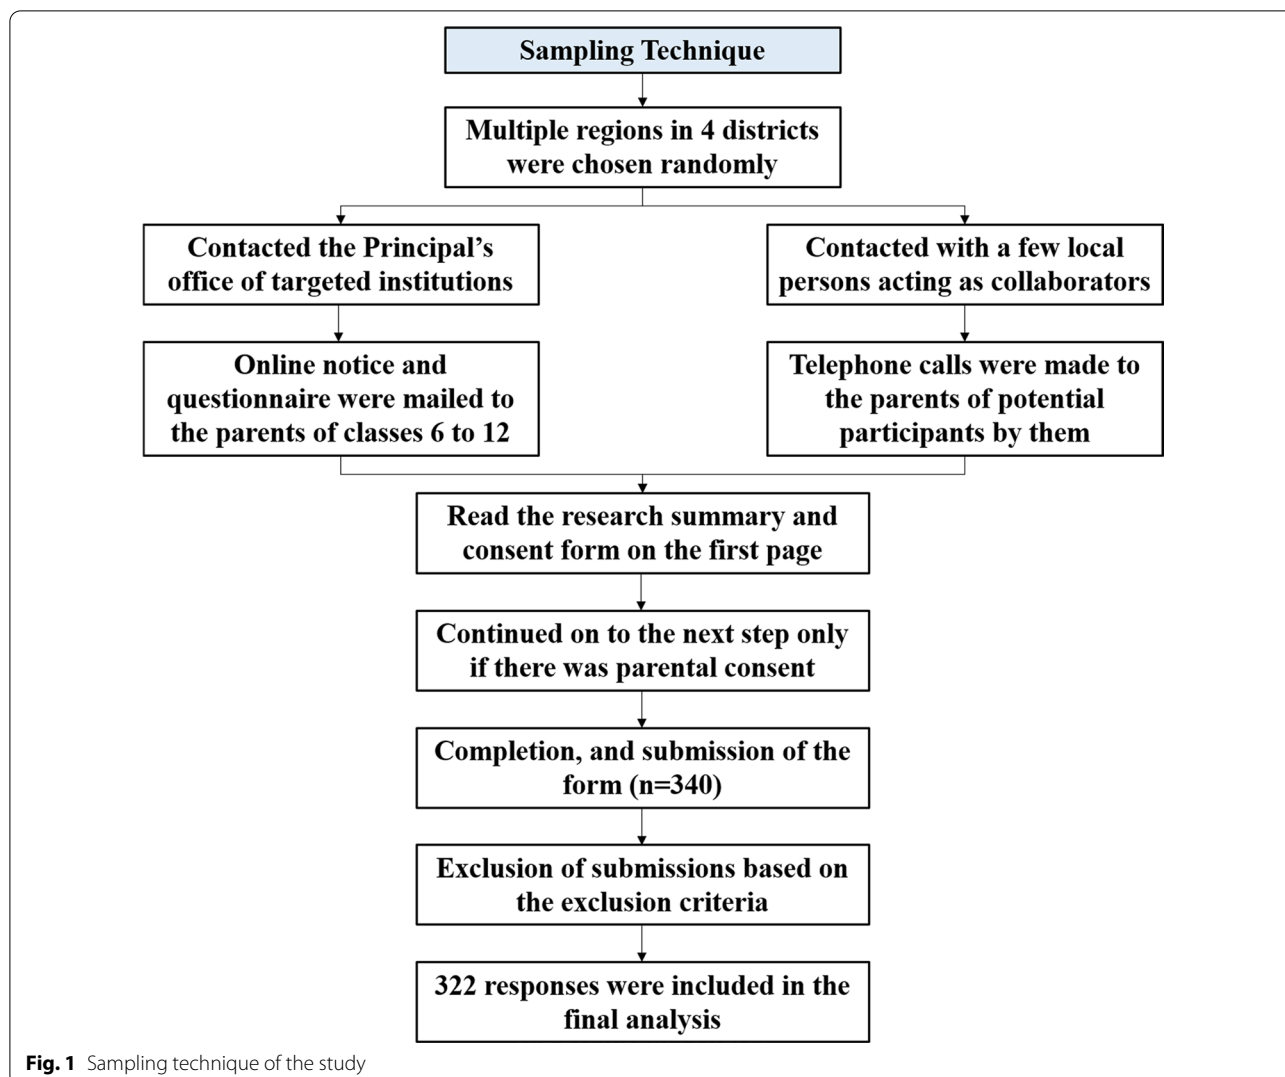 Sampling Technique
Multiple regions in 4 districts
were chosen randomly
Contacted the Principal's
office of targeted institutions
Contacted with a few local
persons acting as collaborators
Online notice and
questionnaire were mailed to
the parents of classes 6 to 12
Telephone calls were made to
the parents of potential
participants by them
Read the research summary and
consent form on the first page
Continued on to the next step only
if there was parental consent
Completion, and submission of the
form (n=340)
Exclusion of submissions based on
the exclusion criteria
322 responses were included in the
final analysis
Fig. 1 Sampling technique of the study